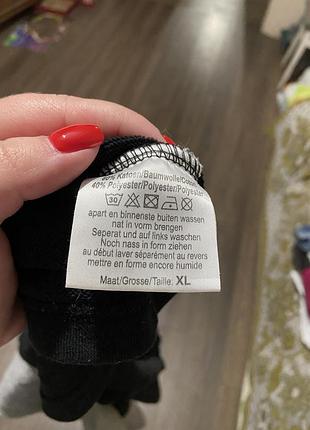 60% Katoen/Baumwolle/Coton
40% Polyester/Polyester/Polyester
30
apart en binnenste buiten wassen
nat in vorm brengen
Seperat und auf links waschen
Noch nass in form ziehen
au début laver séparément au revers
mettre en forme encore humide
Maat/Grosse/Taille: XL